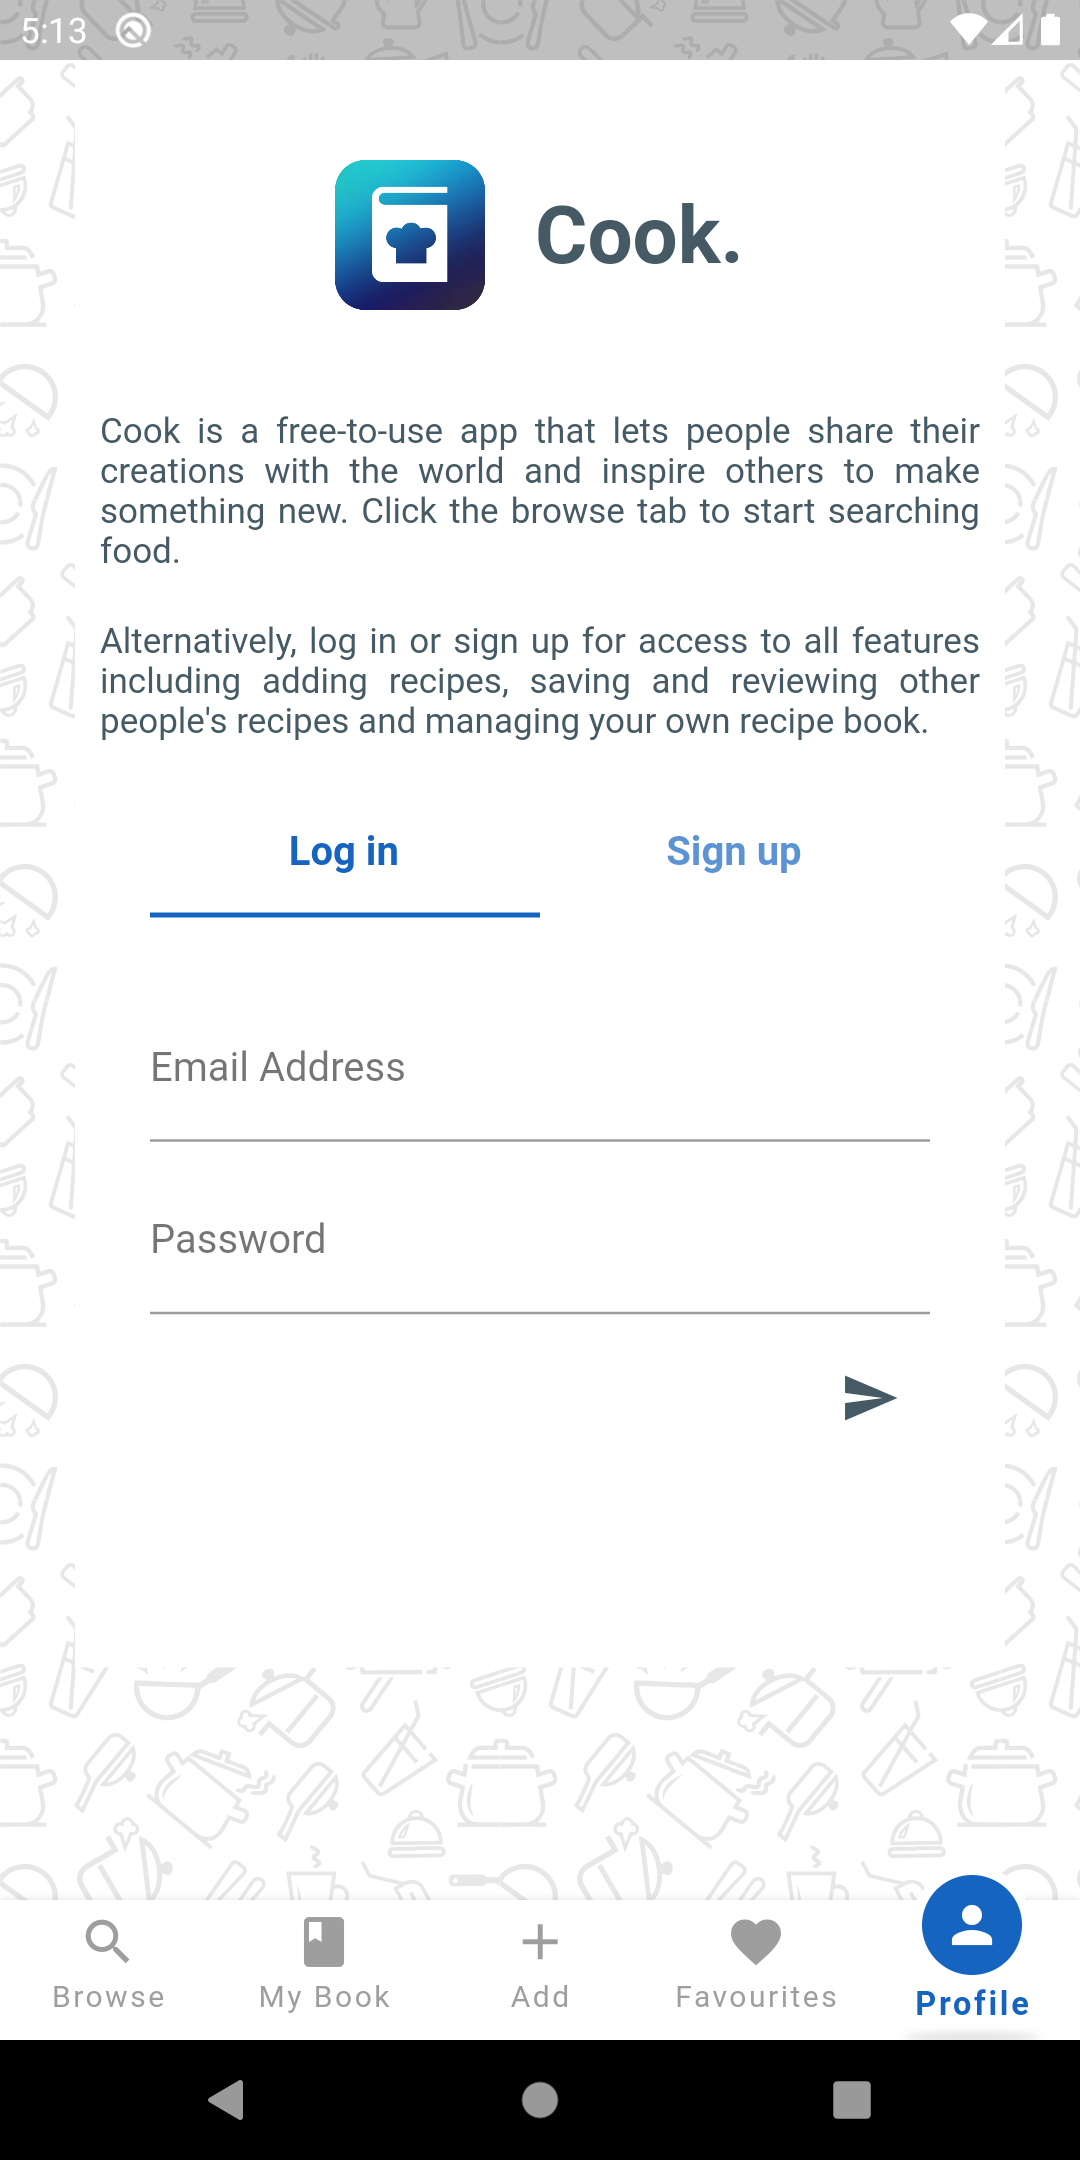 5:13
Cook.
Cook is a free-to-use app that lets people share their
creations with the world and inspire others to make
something new. Click the browse tab to start searching
food.
Alternatively, log in or sign up for access to all features
including adding recipes, saving and reviewing other
people's recipes and managing your own recipe book.
Log in Sign up
Email Address
Password
Browse My Book Add Favourites Profile